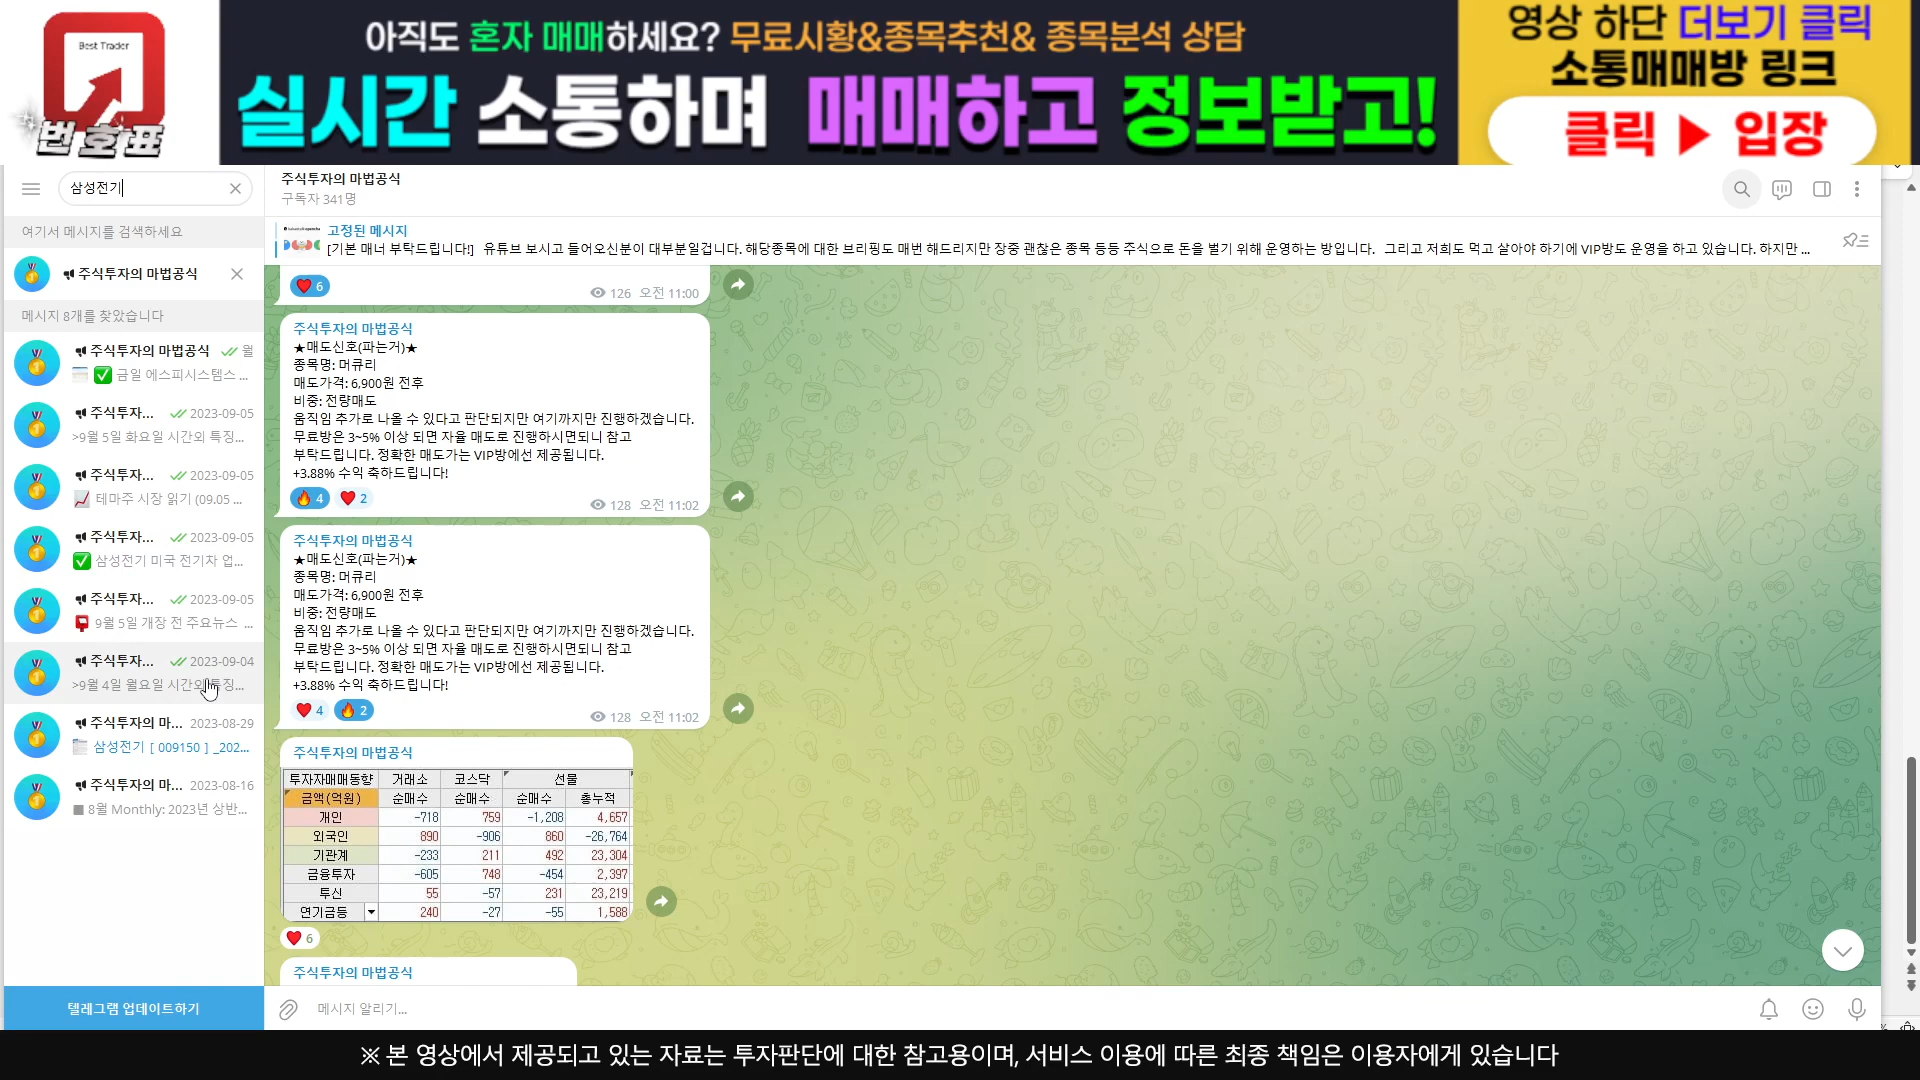 Best Trader
번호표
아직도 혼자 매매하세요? 무료시황&종목추천& 종목분석 상담
실시간 소통하며 매매하고 정보받고!
영상 하단 더보기 클릭
소통매매방 링크
클릭 ▶ 입장
삼성전기
여기서 메시지를 검색하세요
주식투자의 마법공식
메시지 8개를 찾았습니다
주식투자의 마법공식 월
금일 에스피시스템스 ...
주식투자... 2023-09-05
>9월 5일 화요일 시간외 특징...
주식투자... 2023-09-05
테마주 시장 읽기 (09.05 ...
주식투자... 2023-09-05
삼성전기 미국 전기차 업...
주식투자... 2023-09-05
9월 5일 개장 전 주요뉴스 ...
주식투자... 2023-09-04
>9월 4일 월요일 시간외 특징...
주식투자의 마... 2023-08-29
삼성전기 [ 009150 ] _202...
주식투자의 마... 2023-08-16
■ 8월 Monthly: 2023년 상반...
텔레그램 업데이트하기
주식투자의 마법공식
구독자 341명
고정된 메시지
[기본 매너 부탁드립니다!] 유튜브 보시고 들어오신분이 대부분일겁니다. 해당종목에 대한 브리핑도 매번 해드리지만 장중 괜찮은 종목 등등 주식으로 돈을 벌기 위해 운영하는 방입니다. 그리고 저희도 먹고 살아야 하기에 VIP방도 운영을 하고 있습니다. 하지만 ...
6
126 오전 11:00
주식투자의 마법공식
★매도신호(파는거)★
종목명: 머큐리
매도가격: 6,900원 전후
비중: 전량매도
움직임 추가로 나올 수 있다고 판단되지만 여기까지만 진행하겠습니다.
무료방은 3~5% 이상 되면 자율 매도로 진행하시면되니 참고
부탁드립니다. 정확한 매도가는 VIP방에선 제공됩니다.
+3.88% 수익 축하드립니다!
4 2
128 오전 11:02
주식투자의 마법공식
★매도신호(파는거)★
종목명: 머큐리
매도가격: 6,900원 전후
비중: 전량매도
움직임 추가로 나올 수 있다고 판단되지만 여기까지만 진행하겠습니다.
무료방은 3~5% 이상 되면 자율 매도로 진행하시면되니 참고
부탁드립니다. 정확한 매도가는 VIP방에선 제공됩니다.
+3.88% 수익 축하드립니다!
4 2
128 오전 11:02
주식투자의 마법공식
투자자매매동향 거래소 코스닥 선물
금액(억원) 순매수 순매수 순매수 총누적
개인 -718 759 -1,208 4,657
외국인 890 -906 860 -26,764
기관계 -233 211 492 23,304
금융투자 -605 748 -454 2,397
투신 55 -57 231 23,219
연기금등 240 -27 -55 1,588
6
주식투자의 마법공식
메시지 알리기...
※ 본 영상에서 제공되고 있는 자료는 투자판단에 대한 참고용이며, 서비스 이용에 따른 최종 책임은 이용자에게 있습니다